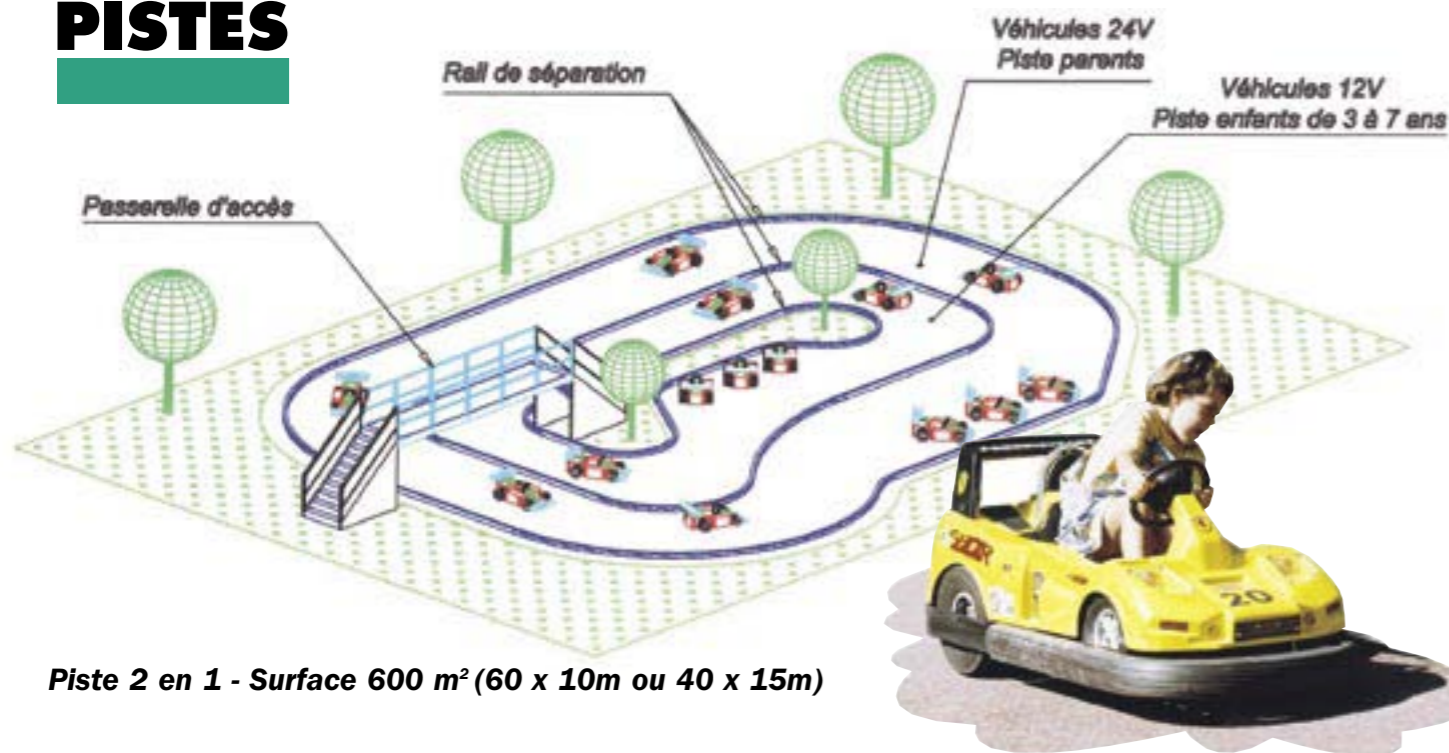 PISTES
Véhicules 24V
Piste parents
Rail de séparation
Véhicules 12V
Piste enfants de 3 à 7 ans
Passerelle d'accès
20
Piste 2 en 1 - Surface 600 m² (60 x 10m ou 40 x 15m)